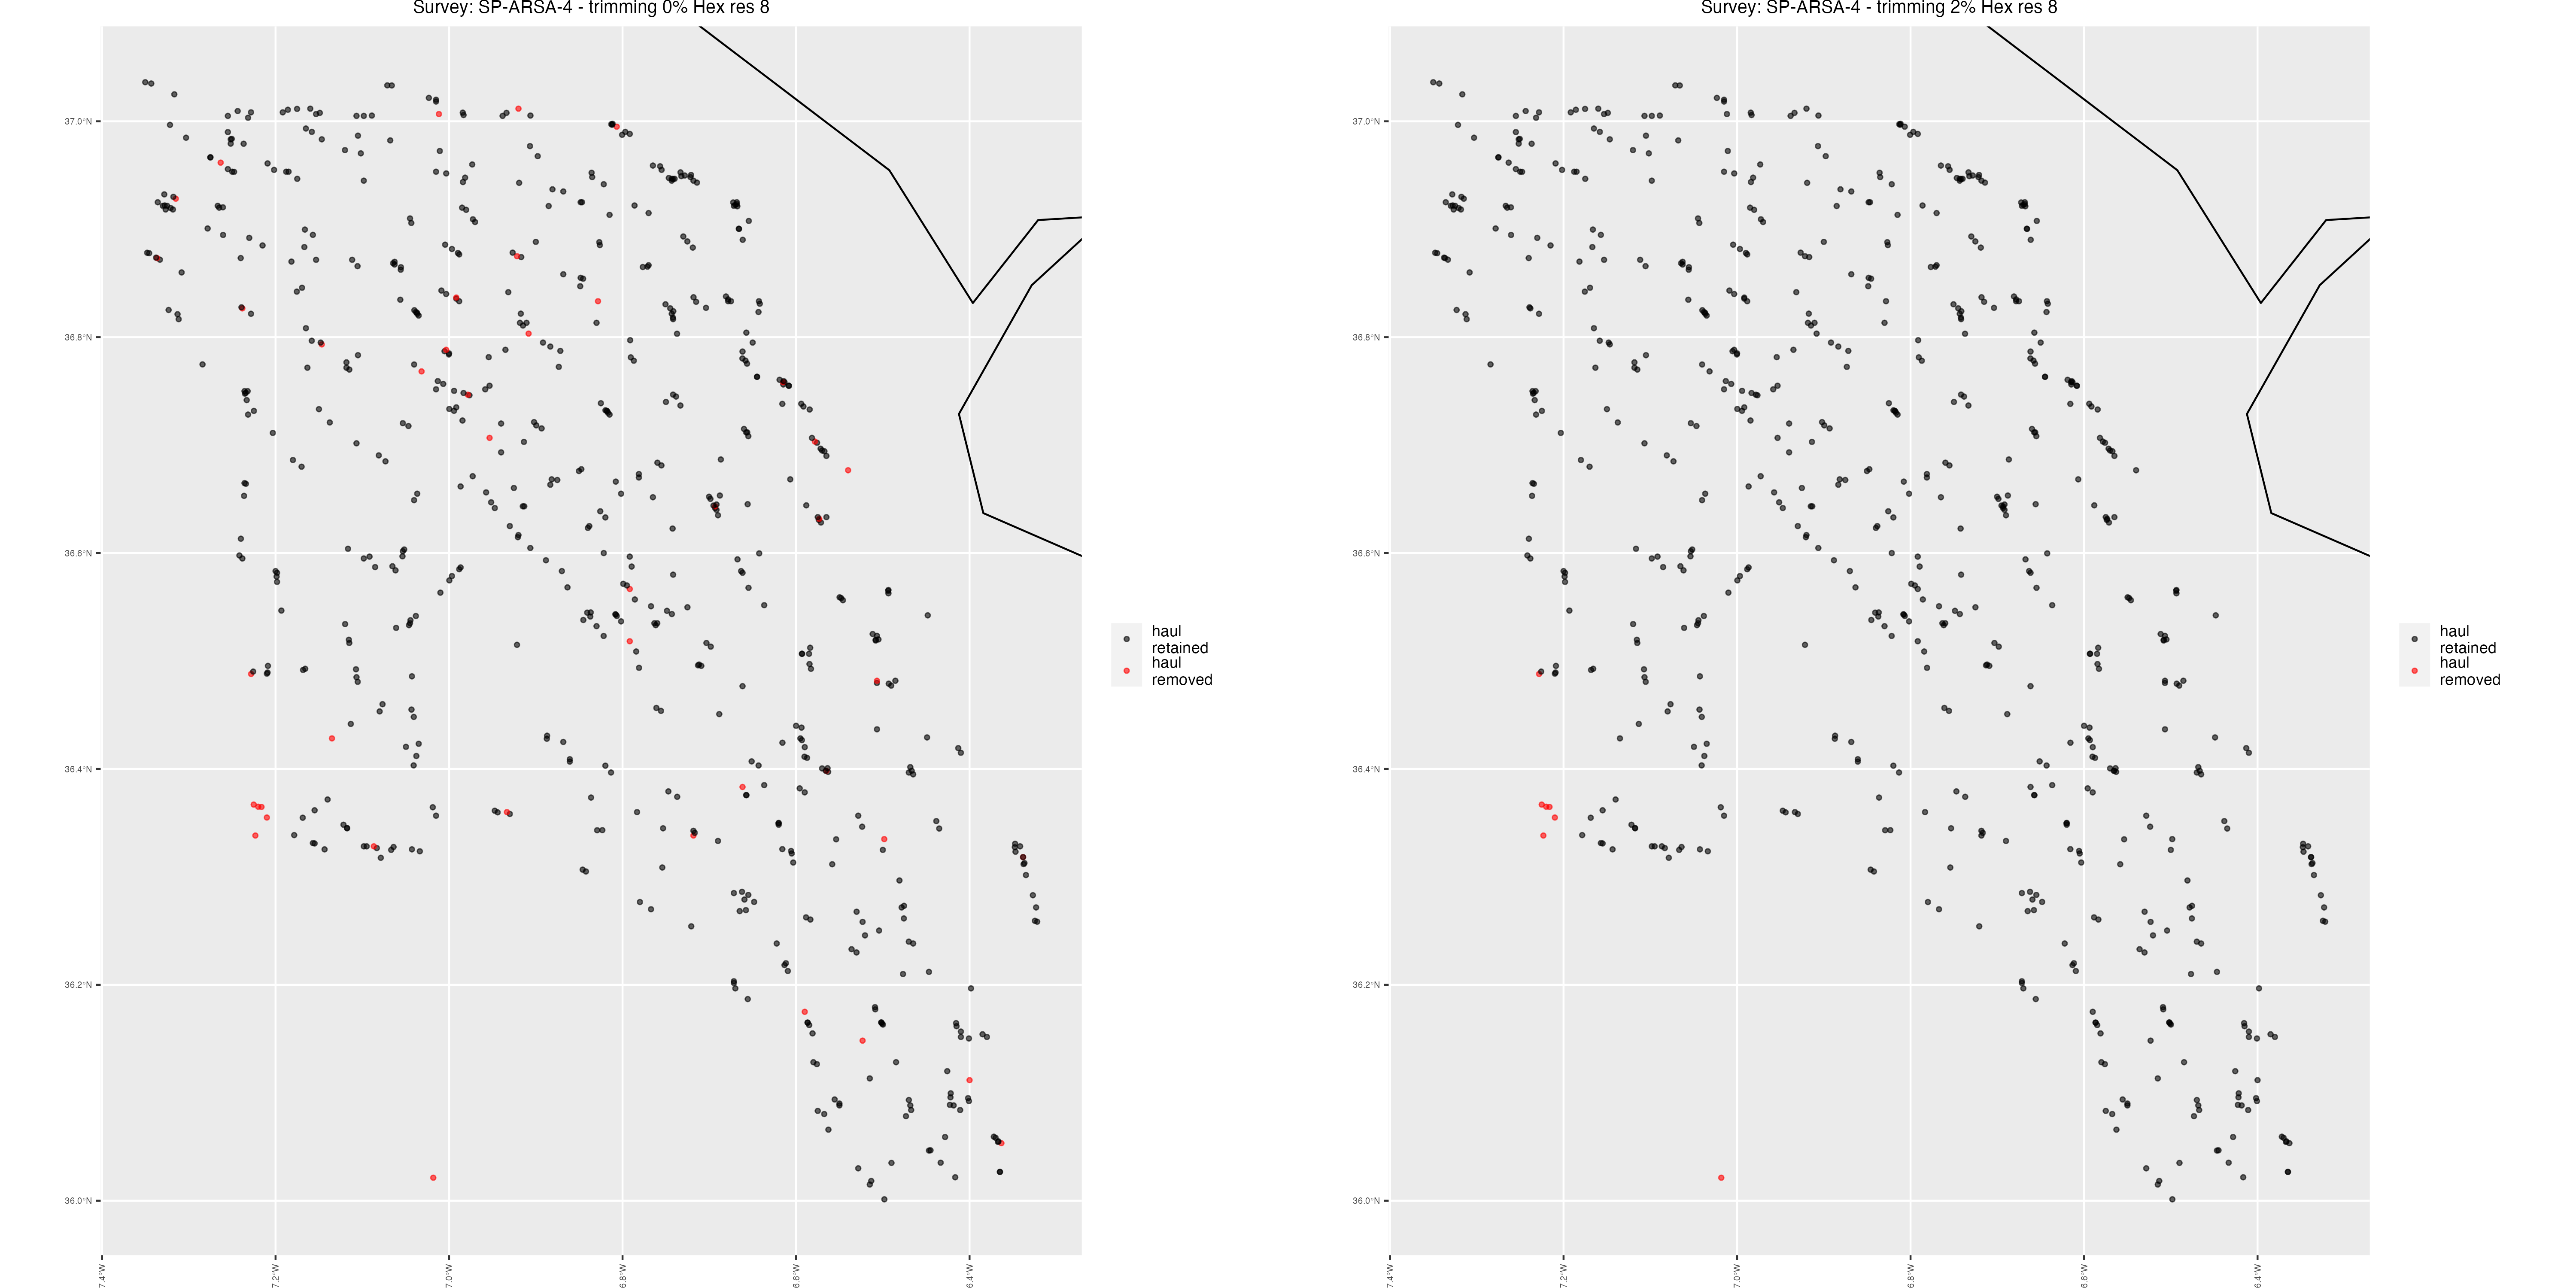 Survey: SP-ARSA-4 - trimming 0% Hex res 8
37.0°N
36.8°N
36.6°N
36.4°N
36.2°N
36.0°N
7.4°W
7.2°W
7.0°W
6.8°W
6.6°W
6.4°W
haul
retained
haul
removed
Survey: SP-ARSA-4 - trimming 2% Hex res 8
37.0°N
36.8°N
36.6°N
36.4°N
36.2°N
36.0°N
7.4°W
7.2°W
7.0°W
6.8°W
6.6°W
6.4°W
haul
retained
haul
removed